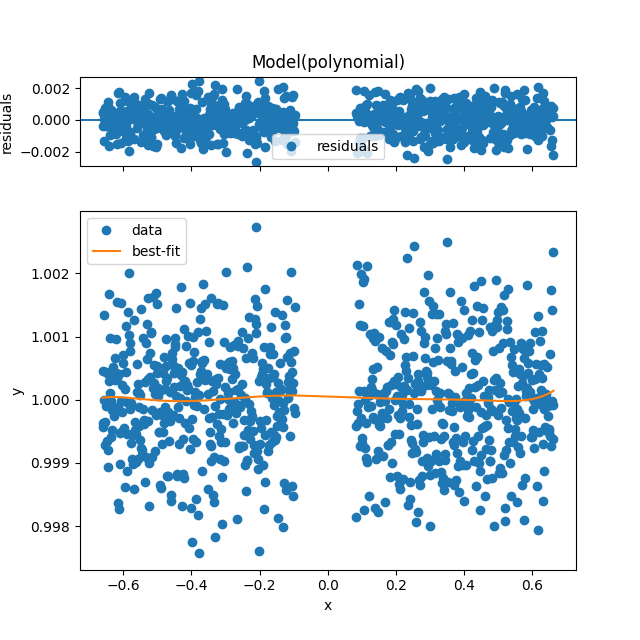 Model(polynomial)
residuals
0.002
0.000
−0.002
residuals
data
best-fit
y
1.002
1.001
1.000
0.999
0.998
−0.6
−0.4
−0.2
0.0
0.2
0.4
0.6
x